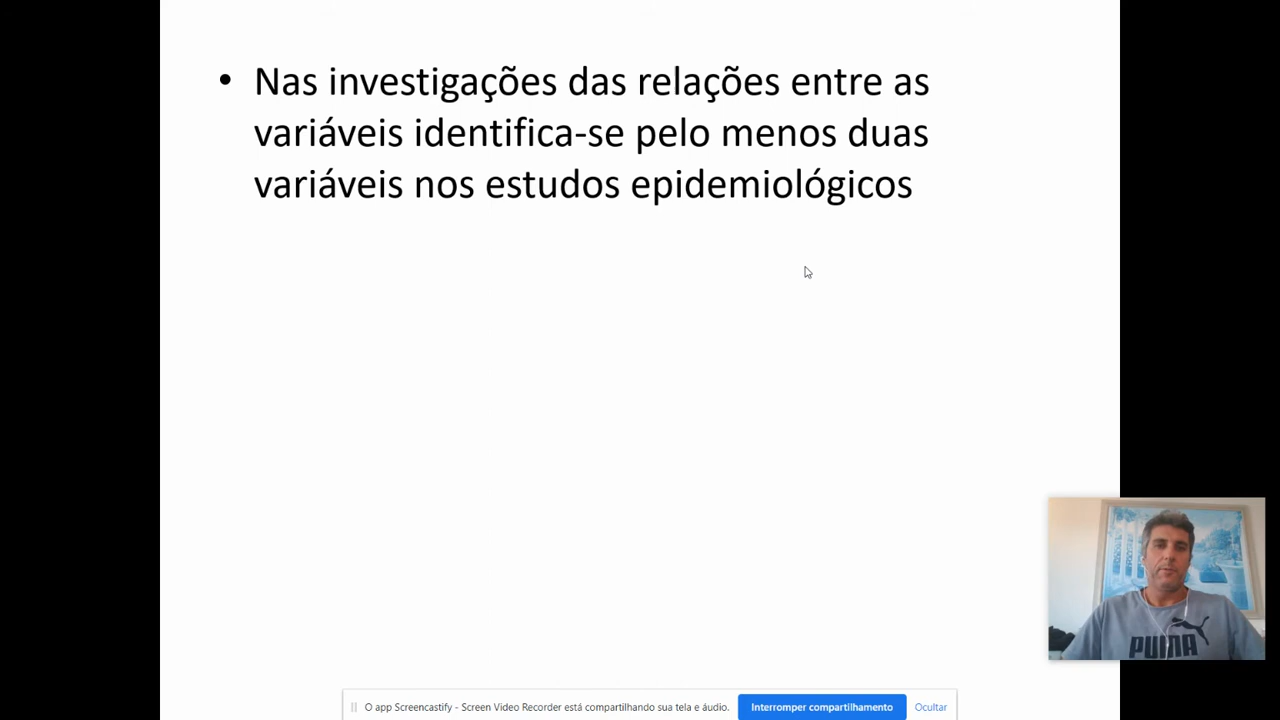 • Nas investigações das relações entre as
variáveis identifica-se pelo menos duas
variáveis nos estudos epidemiológicos
PUMA
O app Screencastify - Screen Video Recorder está compartilhando sua tela e áudio. Interromper compartilhamento Ocultar